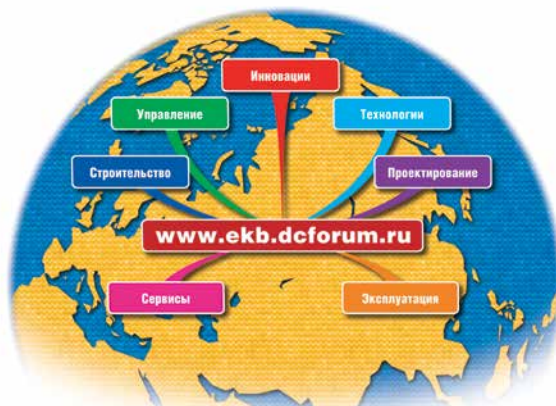 Инновации
Управление
Технологии
Строительство
Проектирование
www.ekb.dcforum.ru
Сервисы
Эксплуатация